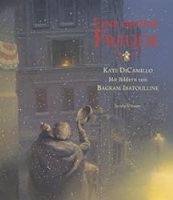 EINE GROSSE
FREUDE
KATE DICAMILLO
Mit Bildern von
BAGRAM IBATOULLINE